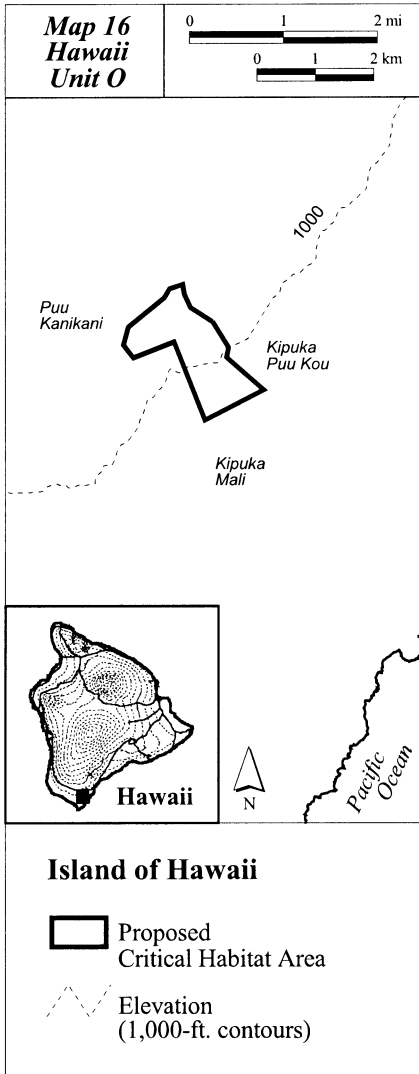 Map 16
Hawaii
Unit O
0 1 2 mi
0 1 2 km
1000
Puu
Kanikani
Kipuka
Puu Kou
Kipuka
Mali
Hawaii
N
Pacific
Ocean
Island of Hawaii
Proposed
Critical Habitat Area
Elevation
(1,000-ft. contours)